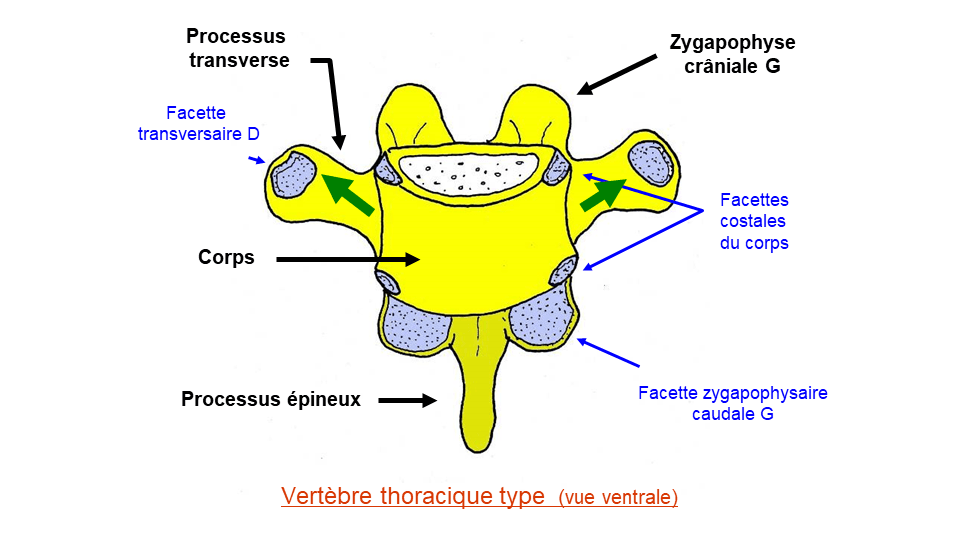 Processus
transverse
Zygapophyse
crâniale G
Facette
transversaire D
Facettes
costales
du corps
Corps
Processus épineux
Facette zygapophysaire
caudale G
Vertèbre thoracique type (vue ventrale)